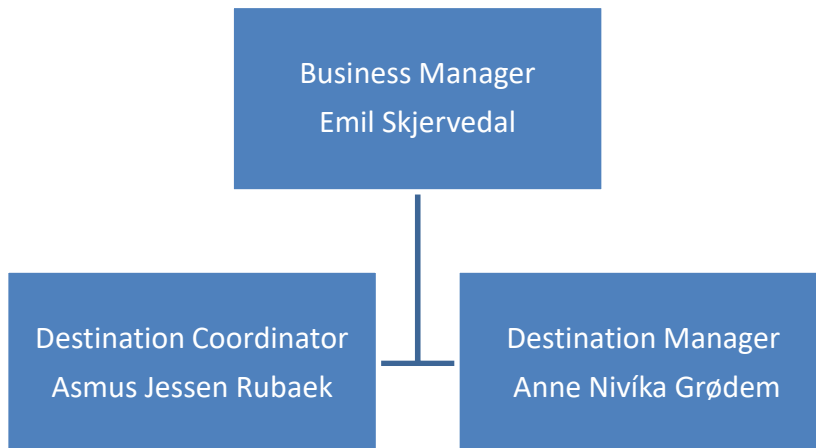 Business Manager
Emil Skjervedal
Destination Coordinator
Asmus Jessen Rubaek
Destination Manager
Anne Nivíka Grødem